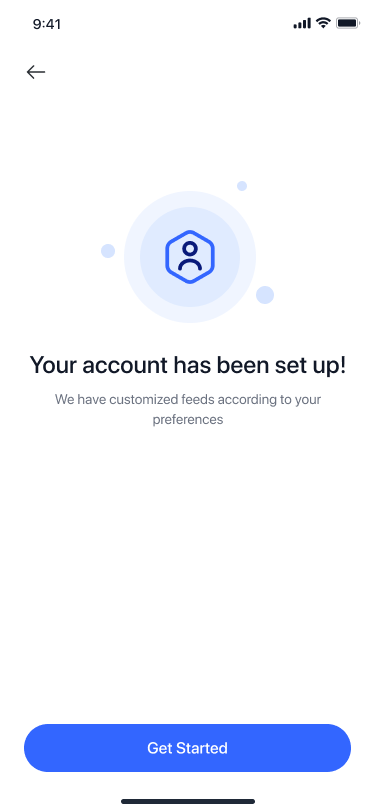 9:41
Your account has been set up!
We have customized feeds according to your
preferences
Get Started